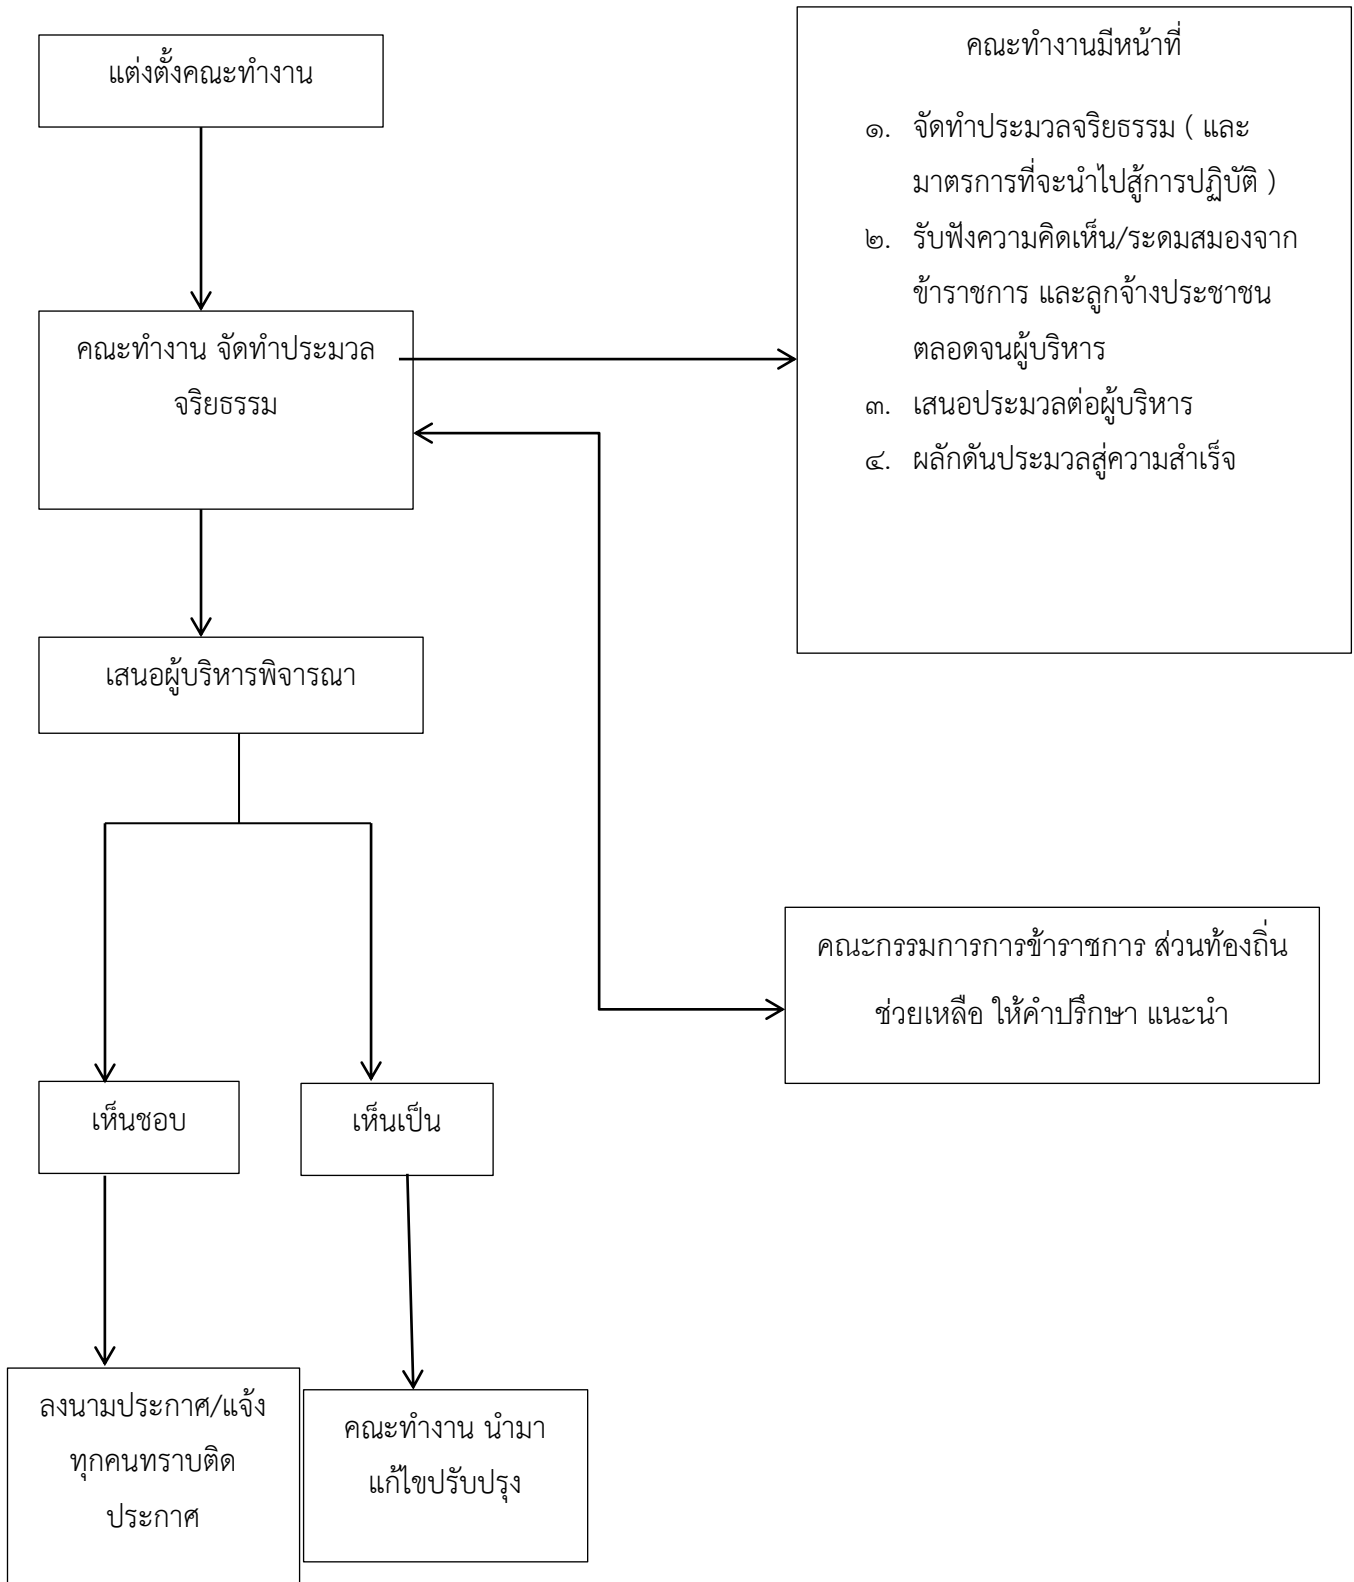 แต่งตั้งคณะทำงาน
คณะทำงานมีหน้าที่
๑. จัดทำประมวลจริยธรรม ( และ
มาตรการที่จะนำไปสู้การปฏิบัติ )
๒. รับฟังความคิดเห็น/ระดมสมองจาก
ข้าราชการ และลูกจ้างประชาชน
ตลอดจนผู้บริหาร
๓. เสนอประมวลต่อผู้บริหาร
๔. ผลักดันประมวลสู่ความสำเร็จ
คณะทำงาน จัดทำประมวล
จริยธรรม
เสนอผู้บริหารพิจารณา
คณะกรรมการการข้าราชการ ส่วนท้องถิ่น
ช่วยเหลือ ให้คำปรึกษา แนะนำ
เห็นชอบ
เห็นเป็น
ลงนามประกาศ/แจ้ง
ทุกคนทราบติด
ประกาศ
คณะทำงาน นำมา
แก้ไขปรับปรุง